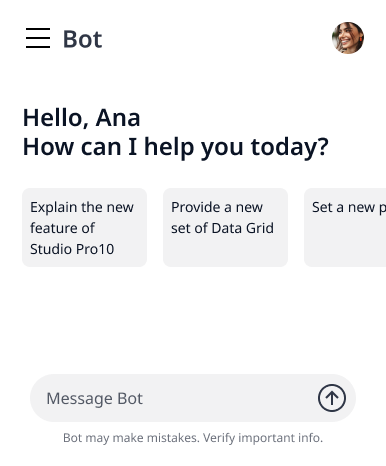 Bot
Hello, Ana
How can I help you today?
Explain the new
feature of
Studio Pro10
Provide a new
set of Data Grid
Set a new p
Message Bot
Bot may make mistakes. Verify important info.